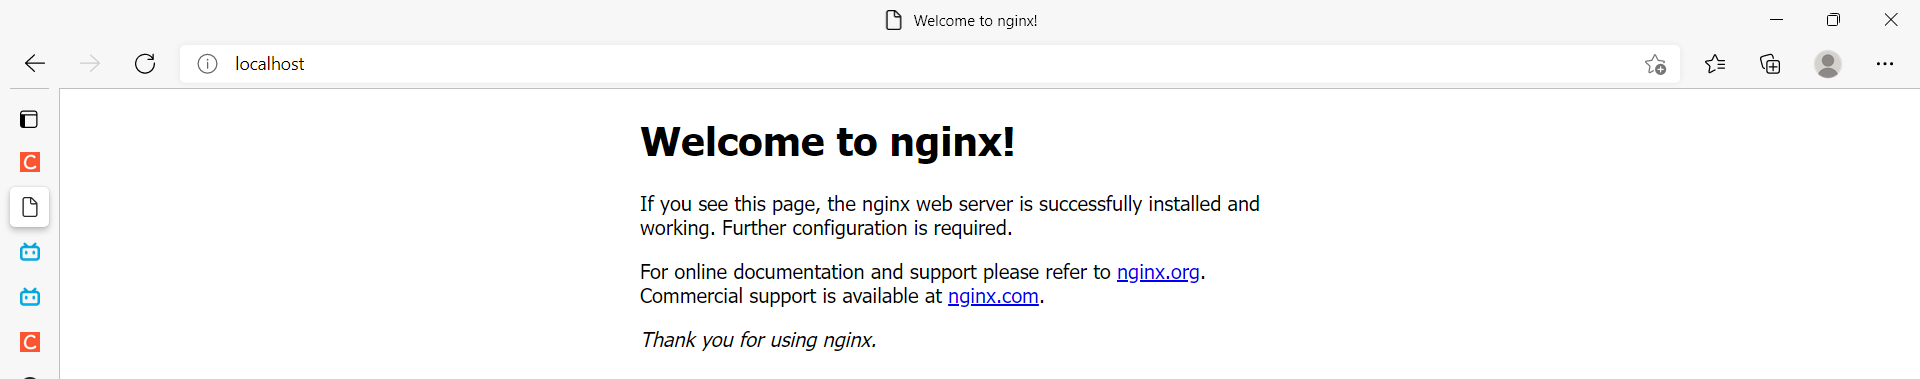 Welcome to nginx!
localhost
C
Welcome to nginx!
If you see this page, the nginx web server is successfully installed and
working. Further configuration is required.
For online documentation and support please refer to nginx.org.
Commercial support is available at nginx.com.
Thank you for using nginx.
C